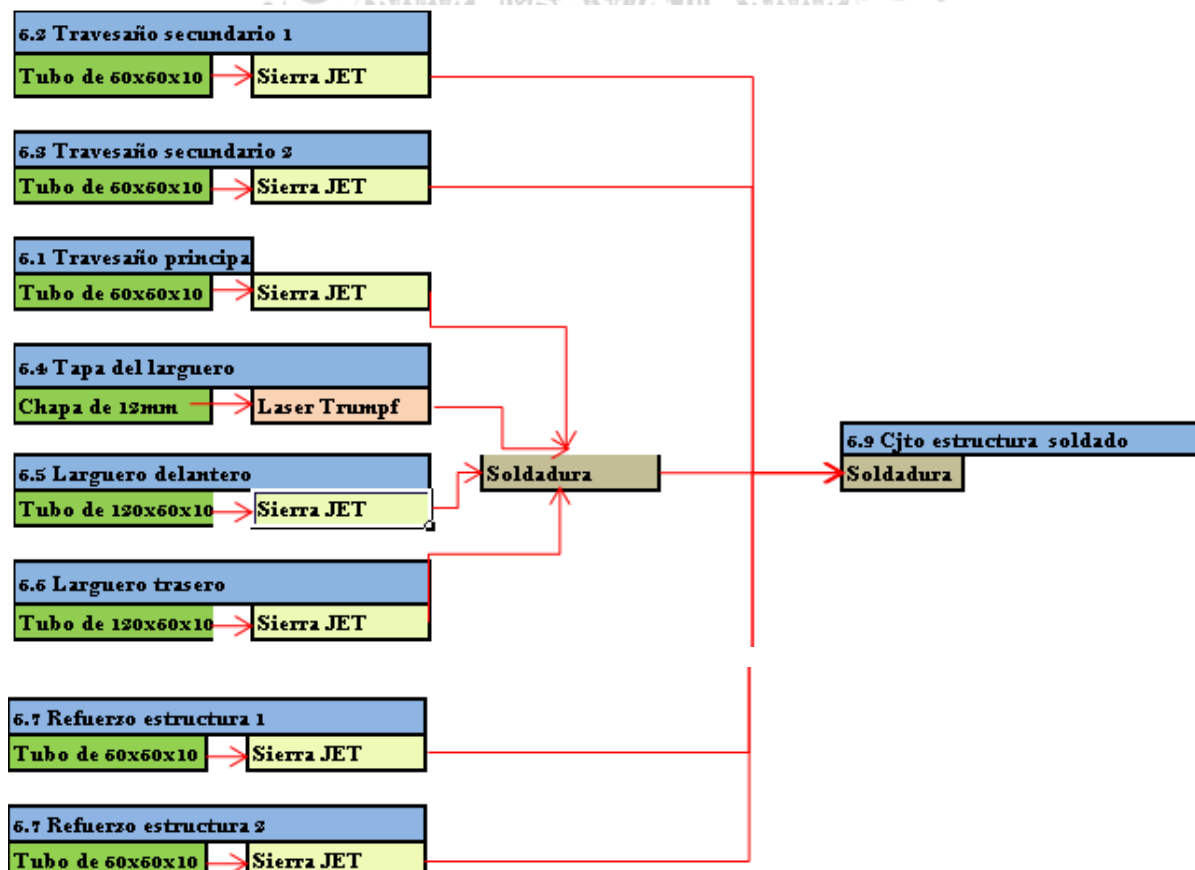 6.2 Travesaño secundario 1
Tubo de 60x60x10 Sierra JET
6.3 Travesaño secundario 2
Tubo de 60x60x10 Sierra JET
6.1 Travesaño principa
Tubo de 60x60x10 Sierra JET
6.4 Tapa del larguero
Chapa de 12mm Laser Trumpf
6.9 Cjto estructura soldado
6.5 Larguero delantero
Soldadura
Soldadura
Tubo de 120x60x10 Sierra JET
6.6 Larguero trasero
Tubo de 120x60x10 Sierra JET
6.7 Refuerzo estructura 1
Tubo de 60x60x10 Sierra JET
6.7 Refuerzo estructura 2
Tubo de 60x60x10 Sierra JET